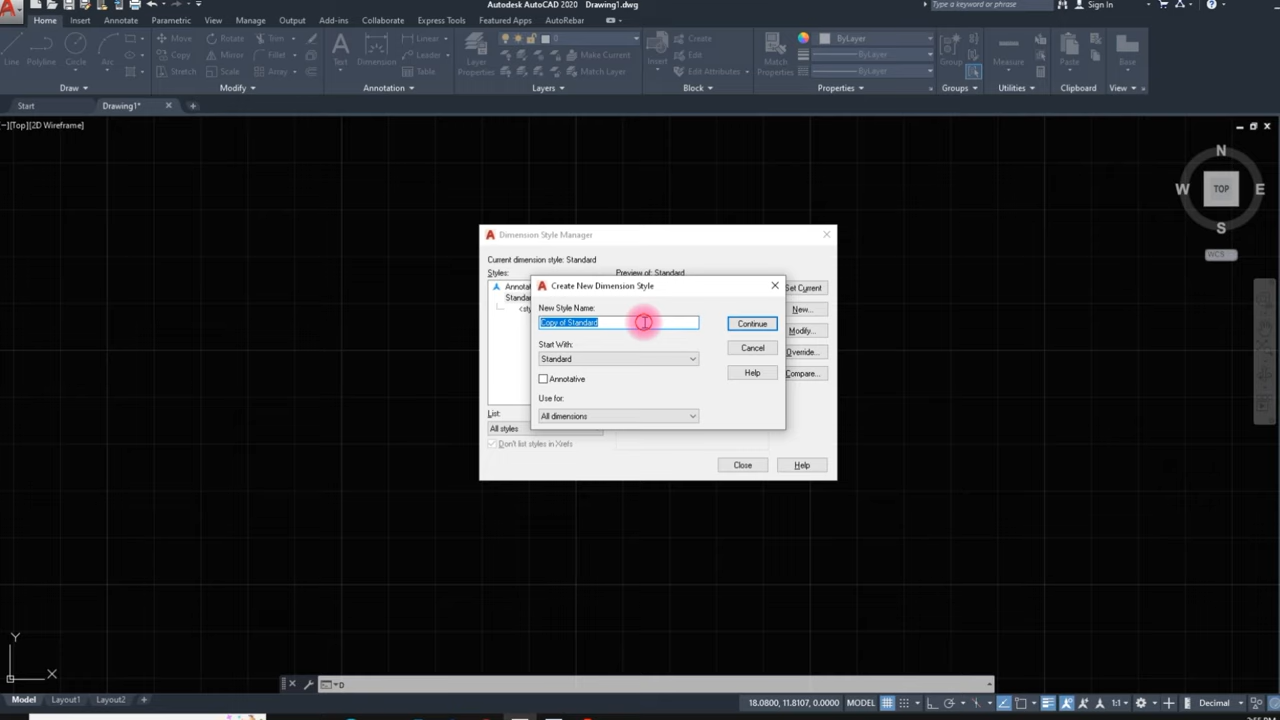 Autodesk AutoCAD 2020 Drawing1.dwg
Type a keyword or phrase
Sign In
Home Insert Annotate Parametric View Manage Output Add-ins Collaborate Express Tools Featured Apps AutoRebar
Line Polyline Circle Arc
Move Rotate Trim
Copy Mirror Fillet
Stretch Scale Array
Text Dimension
Linear
Leader
Table
Layer Properties
0
Make Current
Match Layer
Insert
Create
Edit
Edit Attributes
Match Properties
ByLayer
ByLayer
ByLayer
Group Measure Paste Base
Draw Modify Annotation Layers Block Properties Groups Utilities Clipboard View
Start Drawing1*
[-][Top][2D Wireframe]
N
W TOP E
S
WCS
Dimension Style Manager
Current dimension style: Standard
Styles:
Preview of: Standard
Annotat
Standar
<sty
Set Current
New...
Modify...
Override...
Compare...
Create New Dimension Style
New Style Name:
Copy of Standard
Continue
Start With:
Cancel
Standard
Help
Annotative
Use for:
All dimensions
List:
All styles
Don't list styles in Xrefs
Close Help
Y
X
D
Model Layout1 Layout2 +
18.0800, 11.8107, 0.0000 MODEL
1:1
Decimal